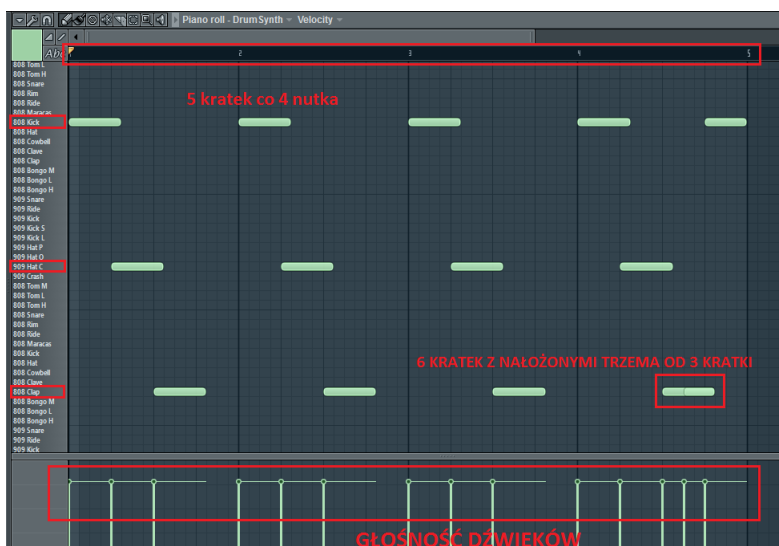 Piano roll - DrumSynth Velocity
Abc
2 3 4 5
808 Tom L
808 Tom H
808 Snare
808 Rim
808 Ride
808 Maracas
808 Kick
808 Hat
808 Cowbell
808 Clave
808 Clap
808 Bongo M
808 Bongo L
808 Bongo H
909 Snare
909 Ride
909 Kick
909 Kick S
909 Kick L
909 Hat P
909 Hat O
909 Hat C
909 Crash
808 Tom M
808 Tom L
808 Tom H
808 Snare
808 Rim
808 Ride
808 Maracas
808 Kick
808 Hat
808 Cowbell
808 Clave
808 Clap
808 Bongo M
808 Bongo L
808 Bongo H
909 Snare
909 Ride
909 Kick
5 kratek co 4 nutka
6 KRATEK Z NAŁOŻONYMI TRZEMA OD 3 KRATKI
GŁOŚNOŚĆ DŹWIEKÓW